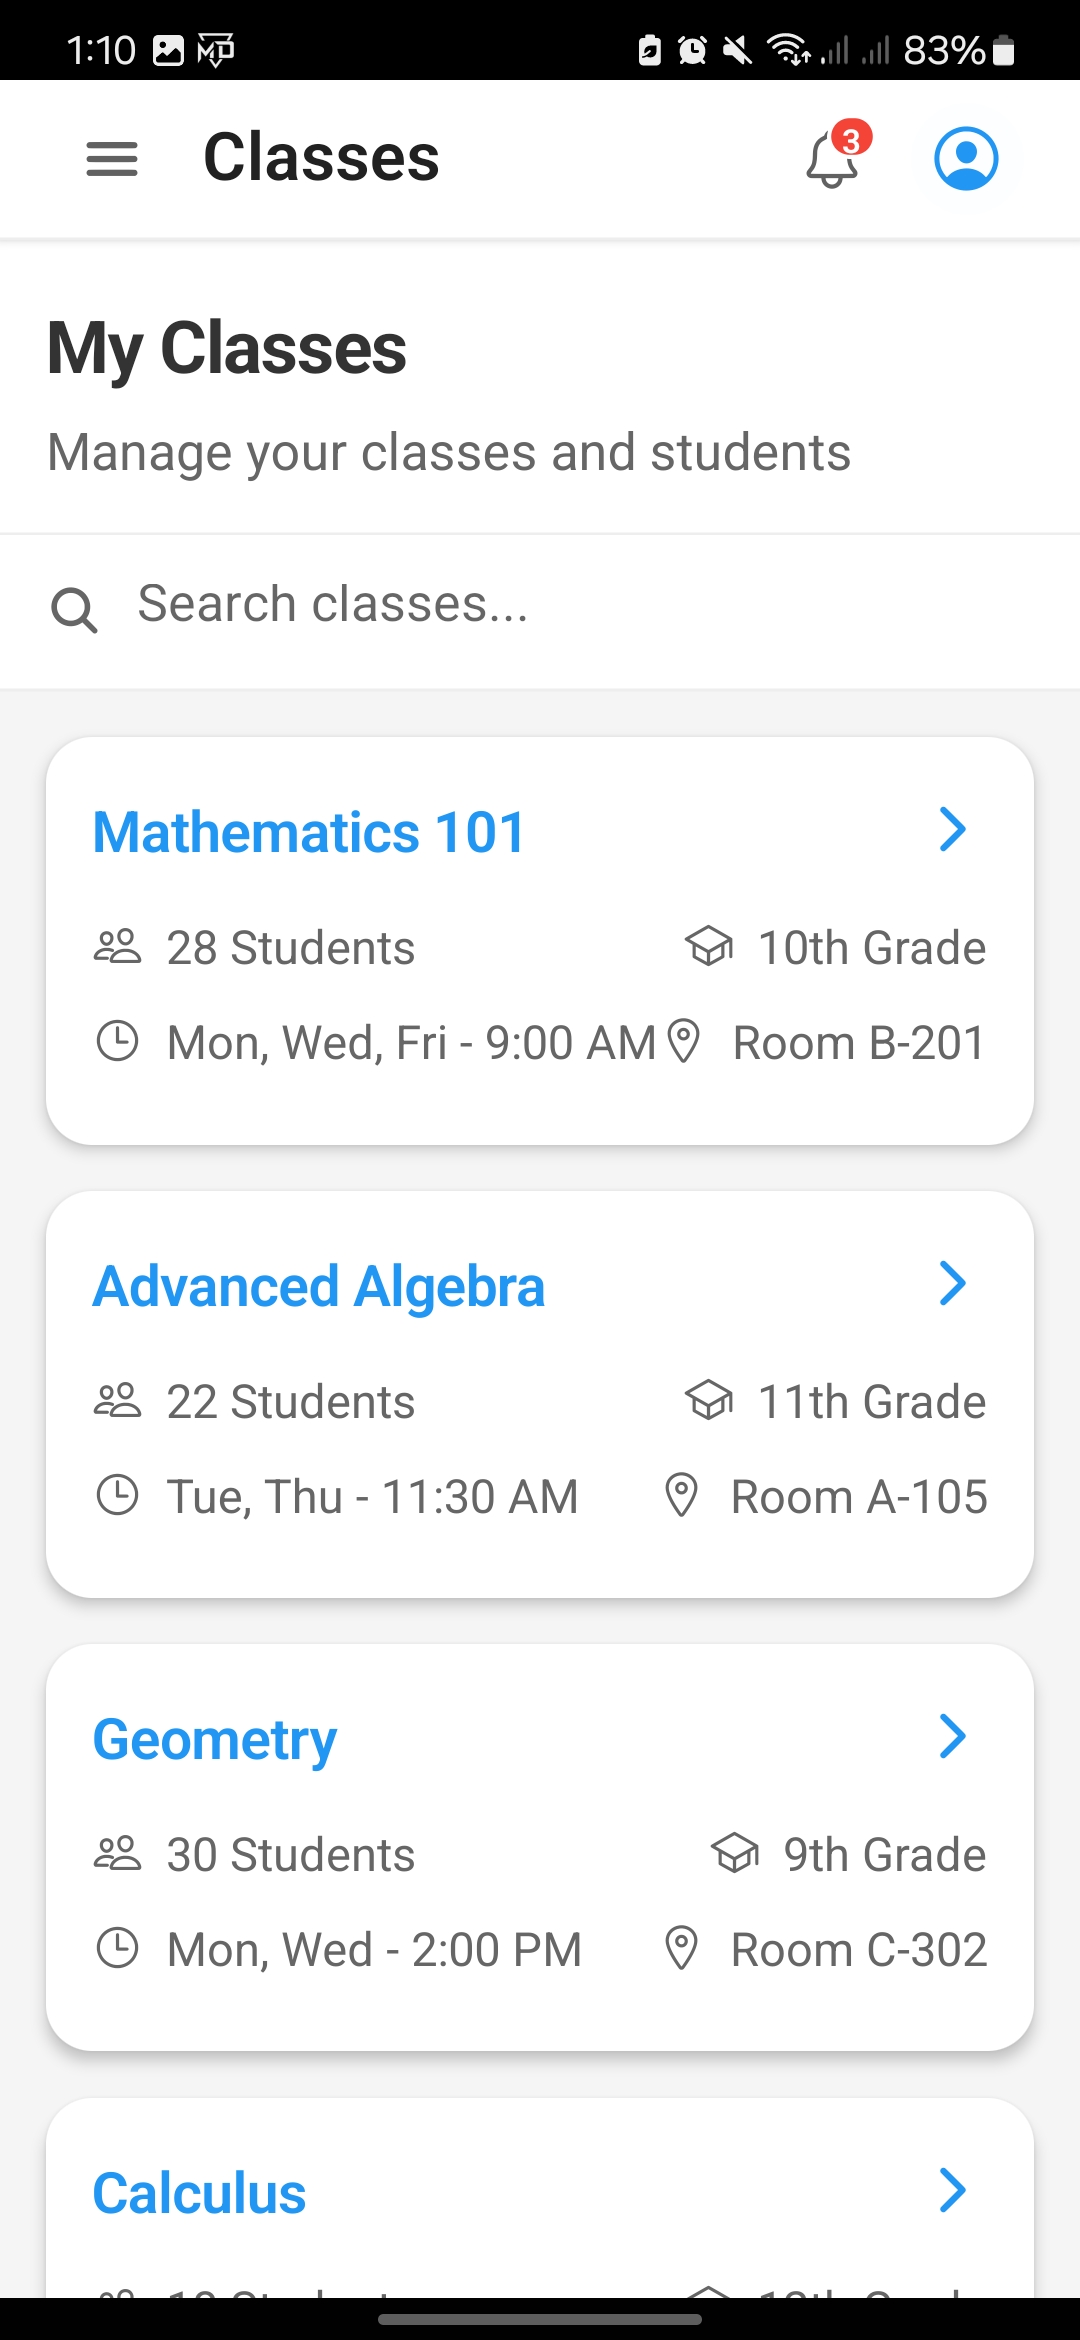 1:10 83%
Classes 3
My Classes
Manage your classes and students
Search classes...
Mathematics 101
28 Students 10th Grade
Mon, Wed, Fri - 9:00 AM Room B-201
Advanced Algebra
22 Students 11th Grade
Tue, Thu - 11:30 AM Room A-105
Geometry
30 Students 9th Grade
Mon, Wed - 2:00 PM Room C-302
Calculus